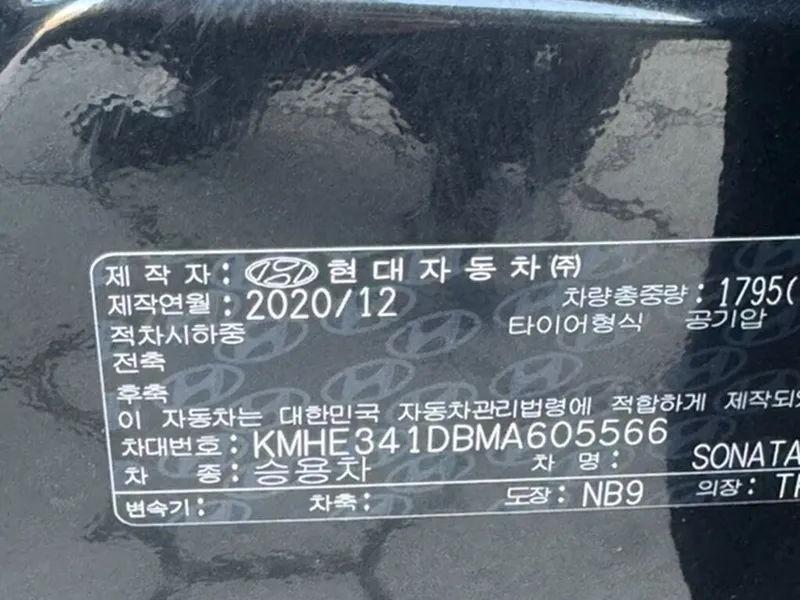 제 작 자 : 현대자동차㈜
제작연월 : 2020/12 차량총중량 : 1795(
적차시하중 타이어형식 공기압
전축
후축
이 자동차는 대한민국 자동차관리법령에 적합하게 제작되
차대번호 : KMHE341DBMA605566
차 종 : 승용차 차 명 : SONATA
변속기 : 차축 : 도장 : NB9 의장 :